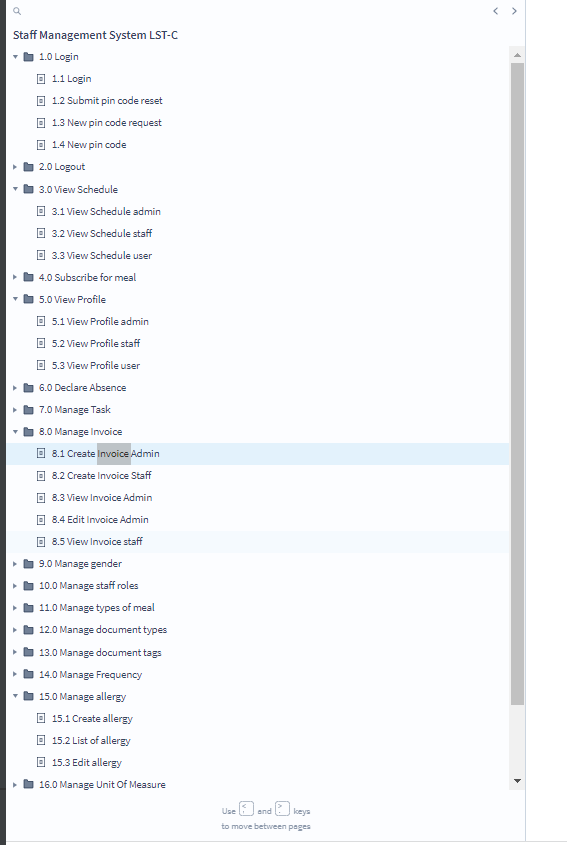 Staff Management System LST-C
1.0 Login
1.1 Login
1.2 Submit pin code reset
1.3 New pin code request
1.4 New pin code
2.0 Logout
3.0 View Schedule
3.1 View Schedule admin
3.2 View Schedule staff
3.3 View Schedule user
4.0 Subscribe for meal
5.0 View Profile
5.1 View Profile admin
5.2 View Profile staff
5.3 View Profile user
6.0 Declare Absence
7.0 Manage Task
8.0 Manage Invoice
8.1 Create Invoice Admin
8.2 Create Invoice Staff
8.3 View Invoice Admin
8.4 Edit Invoice Admin
8.5 View Invoice staff
9.0 Manage gender
10.0 Manage staff roles
11.0 Manage types of meal
12.0 Manage document types
13.0 Manage document tags
14.0 Manage Frequency
15.0 Manage allergy
15.1 Create allergy
15.2 List of allergy
15.3 Edit allergy
16.0 Manage Unit Of Measure
Use < and > keys
to move between pages